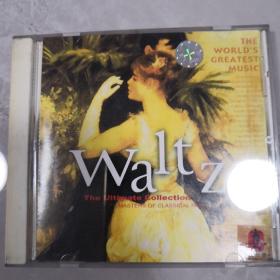 THE
WORLD'S
GREATEST
MUSIC
Waltz
The Ultimate Collection
MASTERS OF CLASSICAL